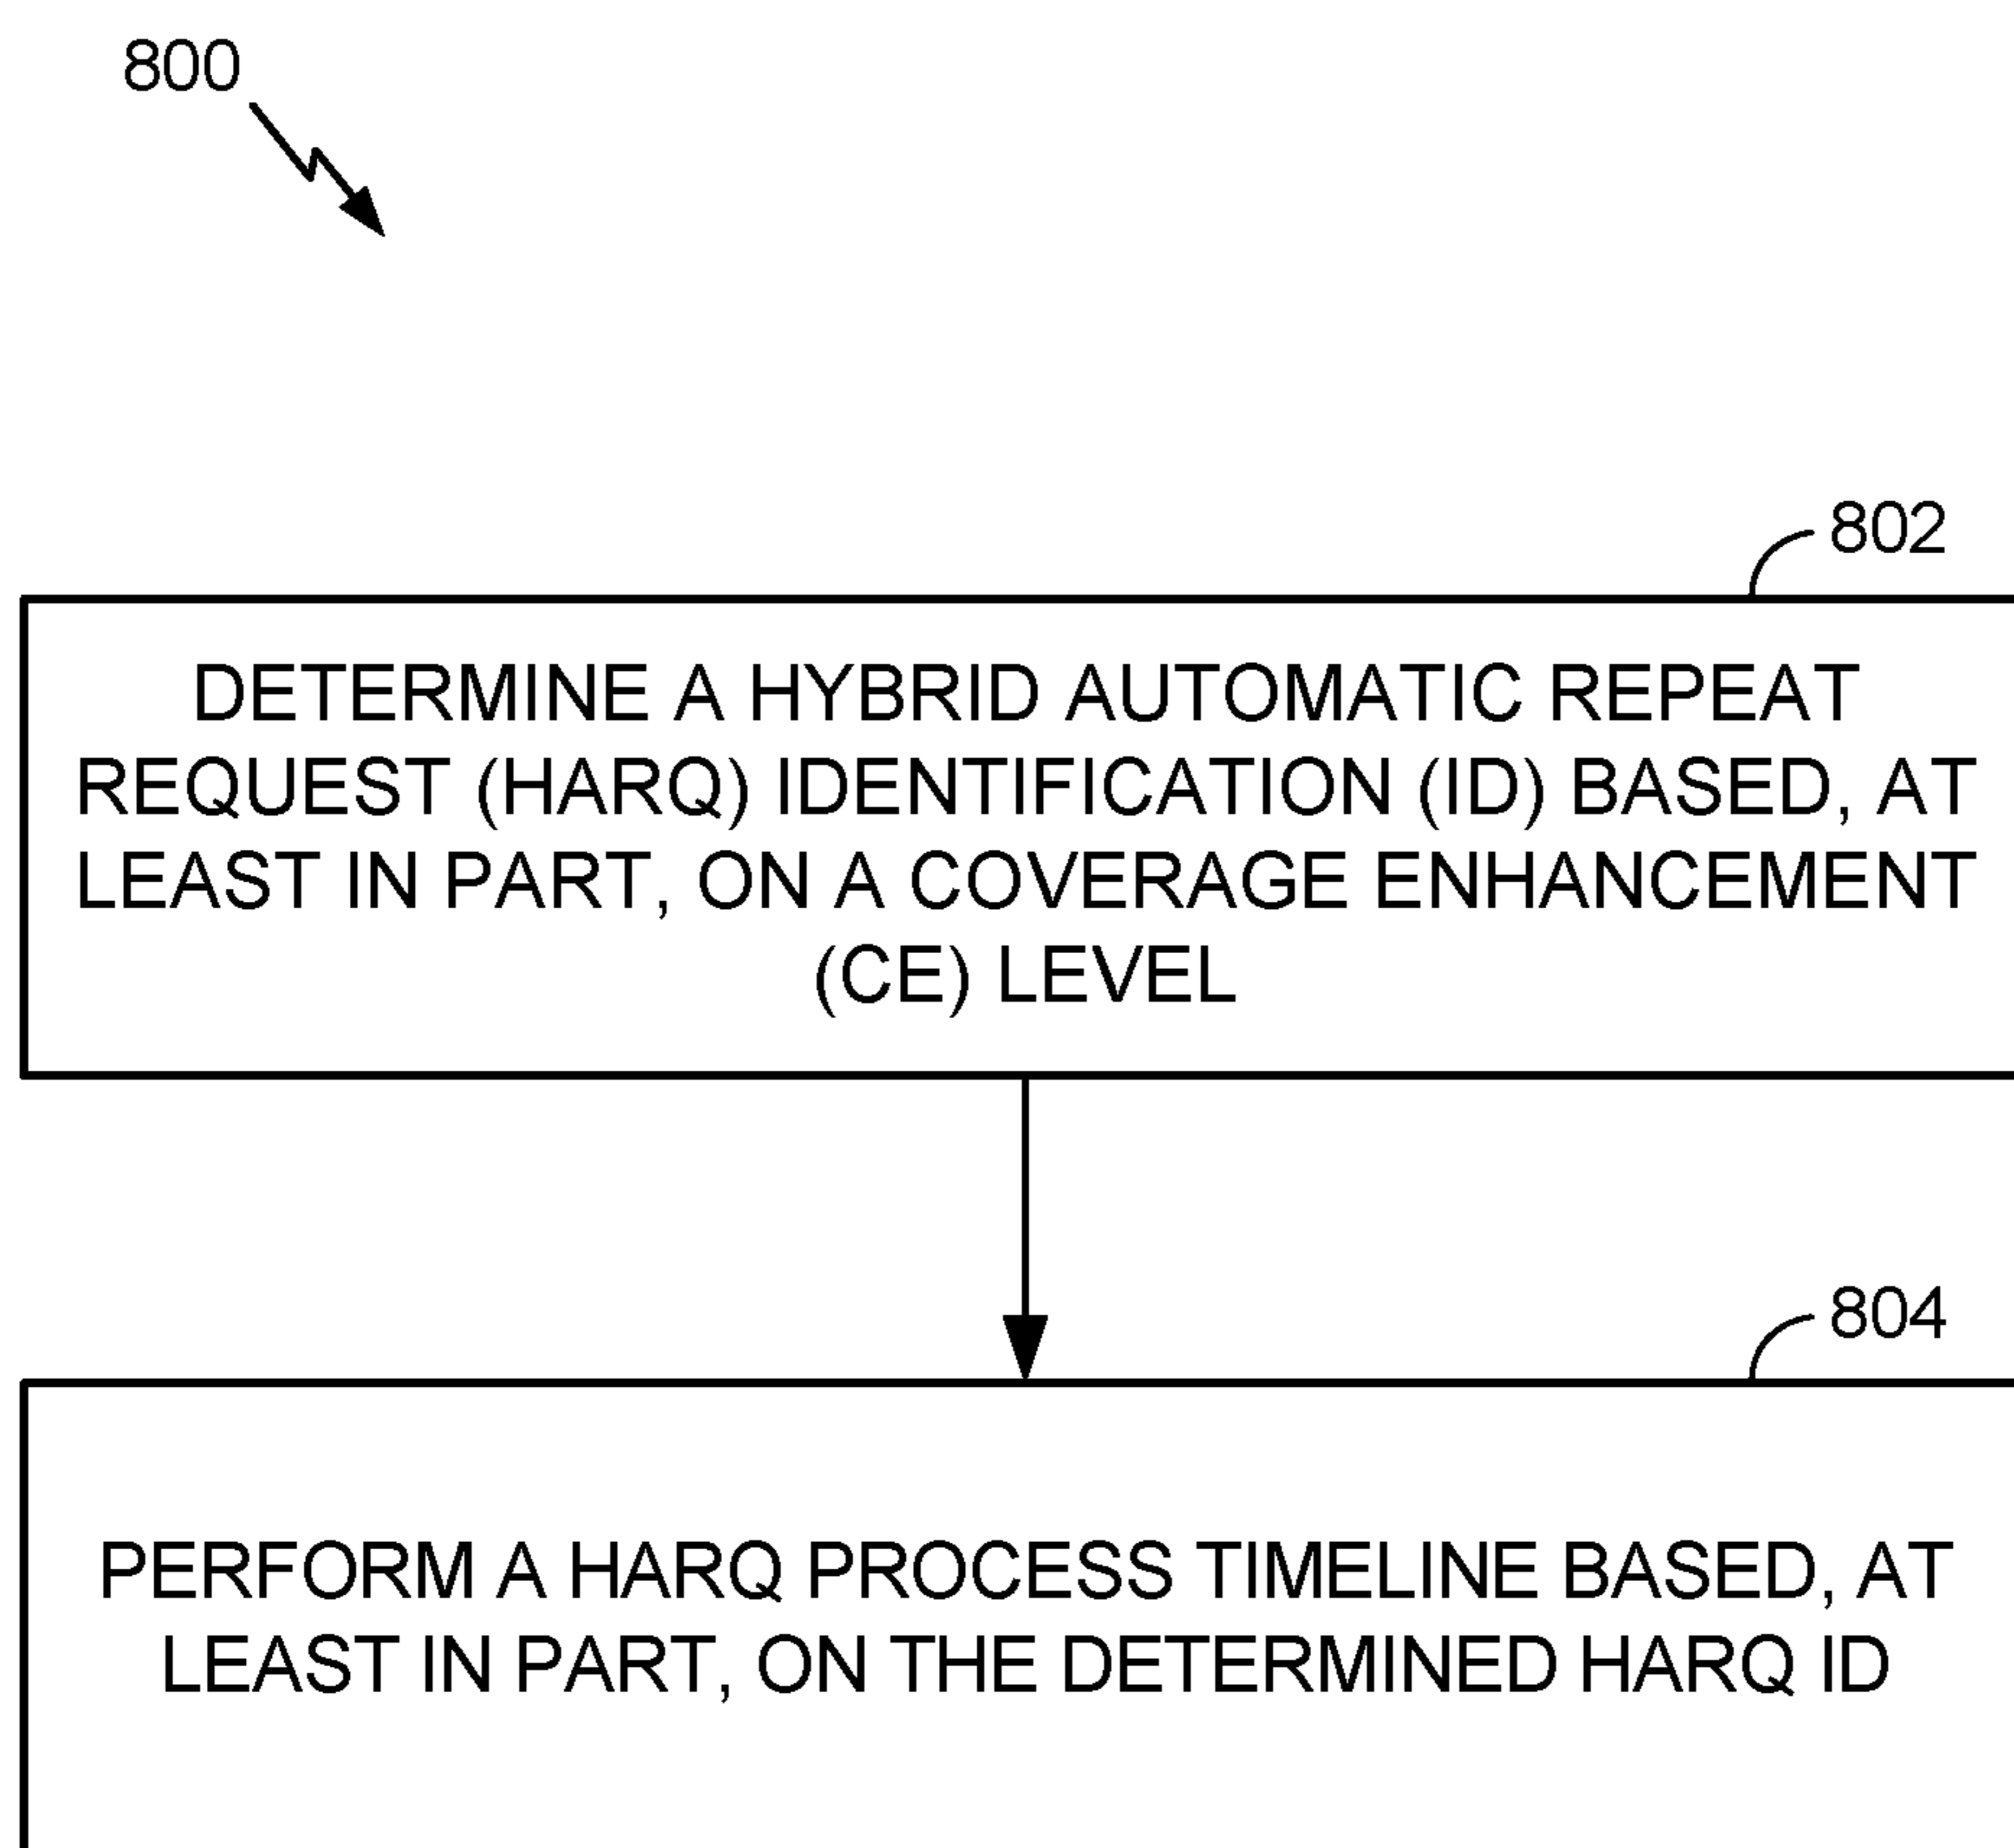 800
802
DETERMINE A HYBRID AUTOMATIC REPEAT
REQUEST (HARQ) IDENTIFICATION (ID) BASED, AT
LEAST IN PART, ON A COVERAGE ENHANCEMENT
(CE) LEVEL
804
PERFORM A HARQ PROCESS TIMELINE BASED, AT
LEAST IN PART, ON THE DETERMINED HARQ ID